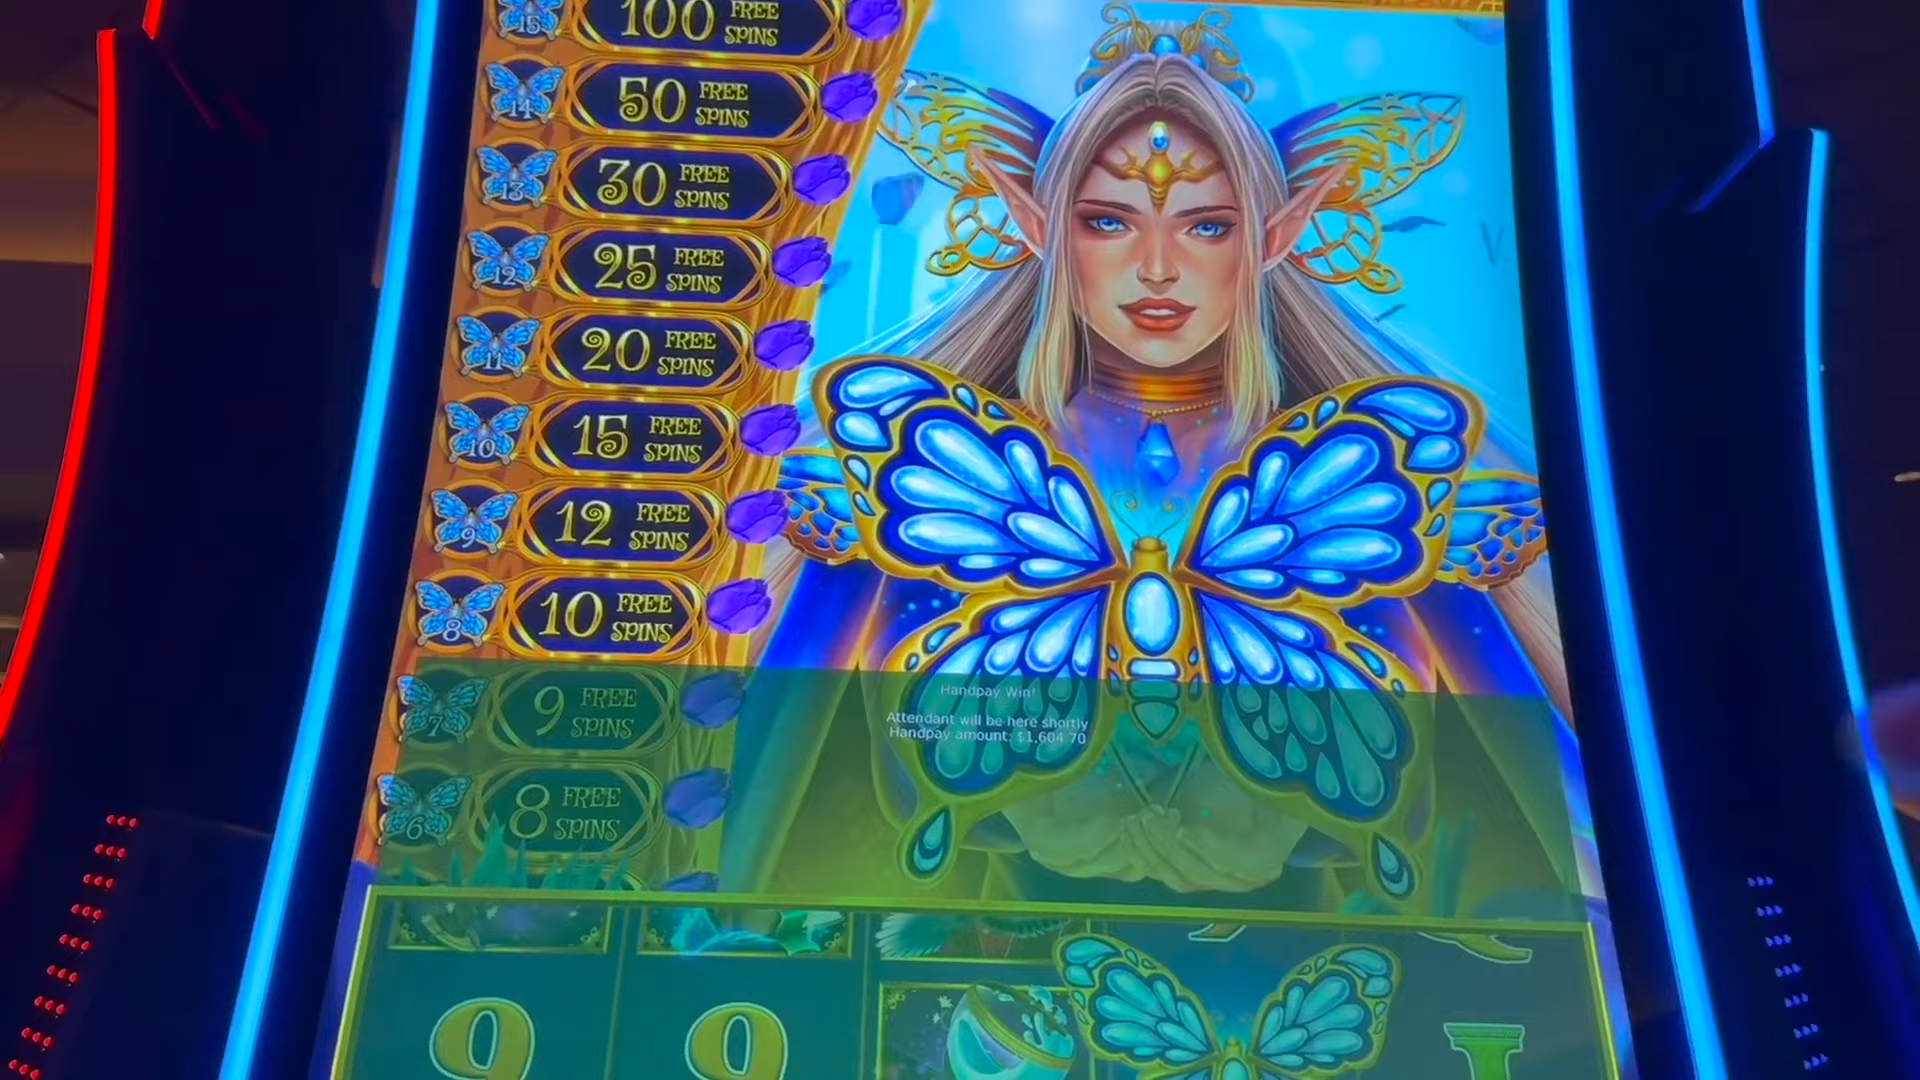 15 100 FREE SPINS
14 50 FREE SPINS
13 30 FREE SPINS
12 25 FREE SPINS
11 20 FREE SPINS
10 15 FREE SPINS
9 12 FREE SPINS
8 10 FREE SPINS
7 9 FREE SPINS
6 8 FREE SPINS
Handpay Win!
Attendant will be here shortly
Handpay amount: $1,604.70
9 9 J